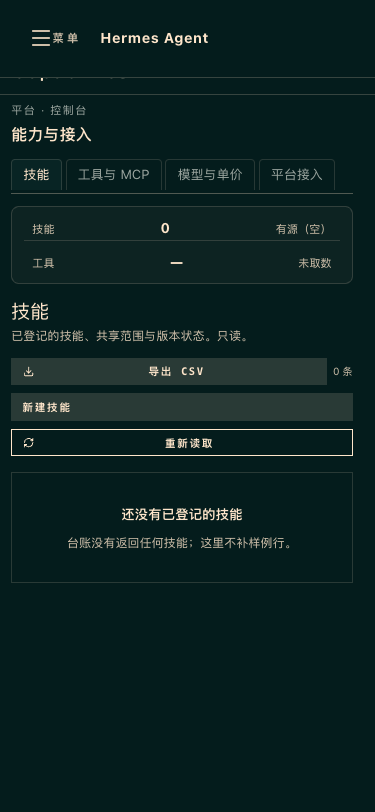 菜单 Hermes Agent
平台 · 控制台
能力与接入
技能 工具与 MCP 模型与单价 平台接入
技能 0 有源（空）
工具 — 未取数
技能
已登记的技能、共享范围与版本状态。只读。
导出 CSV 0 条
新建技能
重新读取
还没有已登记的技能
台账没有返回任何技能；这里不补样例行。